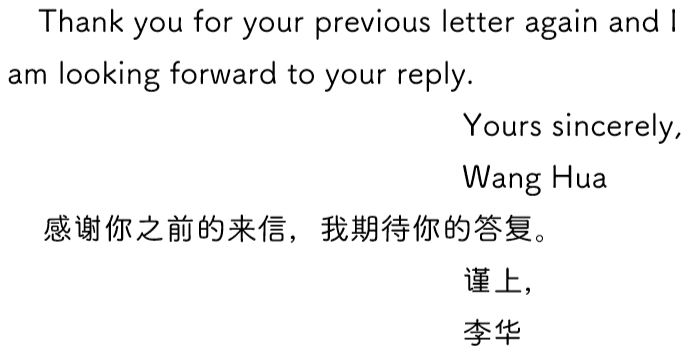 Thank you for your previous letter again and I
am looking forward to your reply.
Yours sincerely,
Wang Hua
感谢你之前的来信，我期待你的答复。
谨上，
李华